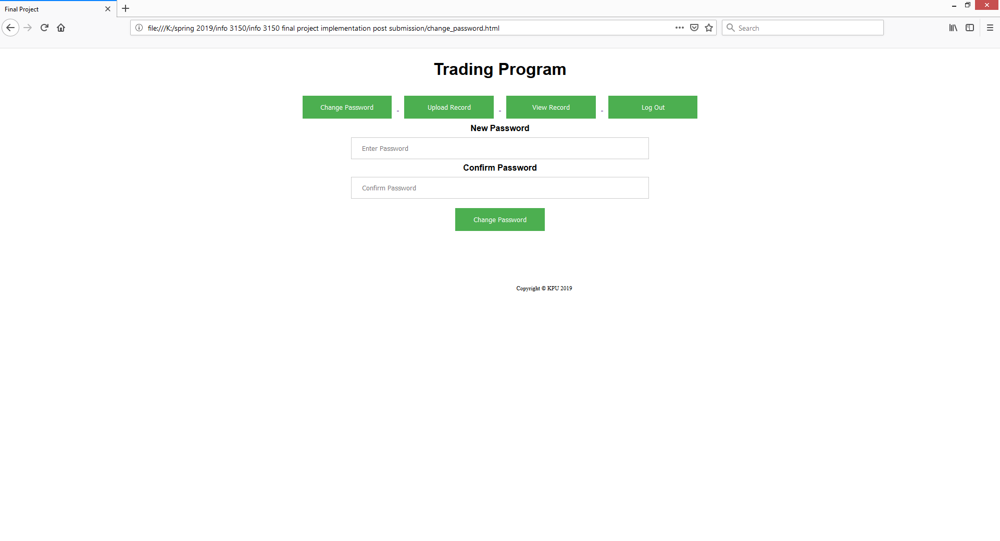 Final Project
file:///K:/spring 2019/info 3150/info 3150 final project implementation post submission/change_password.html
Search
Trading Program
Change Password - Upload Record - View Record - Log Out
New Password
Enter Password
Confirm Password
Confirm Password
Change Password
Copyright © KPU 2019